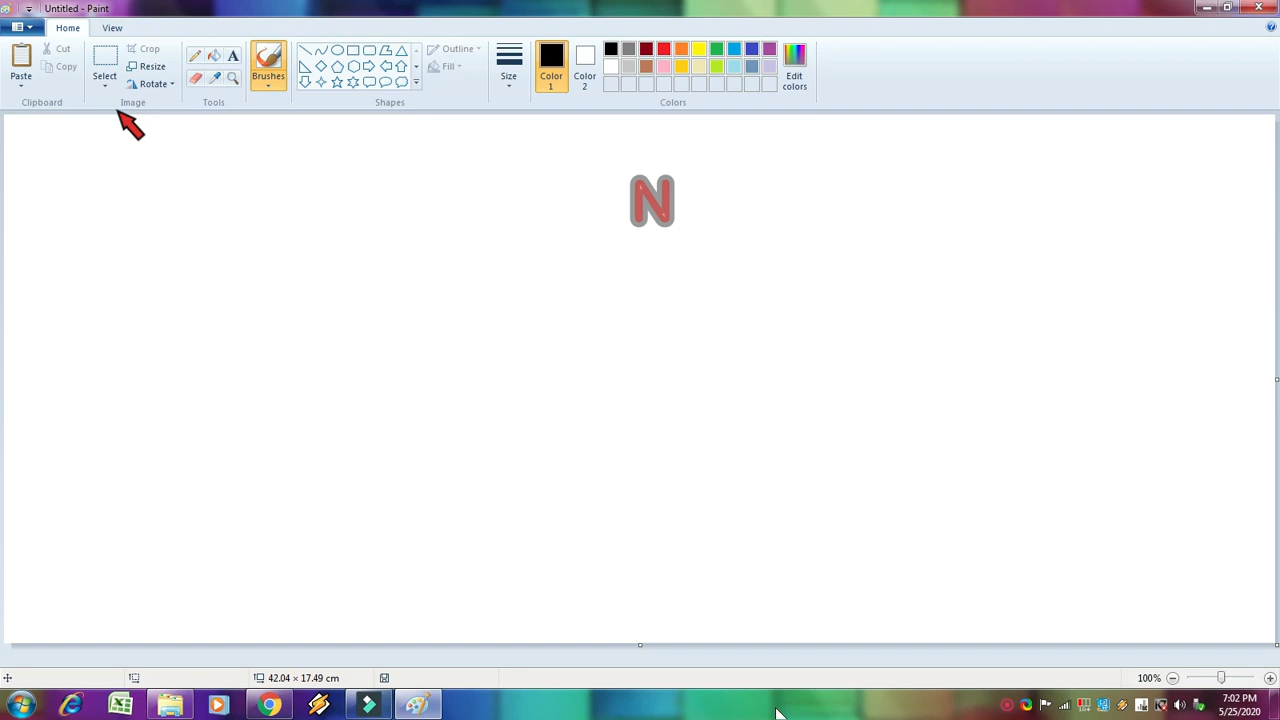 Untitled - Paint
Home View
Paste Cut Copy
Select Crop Resize Rotate
A
Brushes
Outline Fill
Size
Color 1
Color 2
Edit colors
Clipboard Image Tools Shapes Colors
N
42.04 × 17.49 cm
100%
7:02 PM
5/25/2020